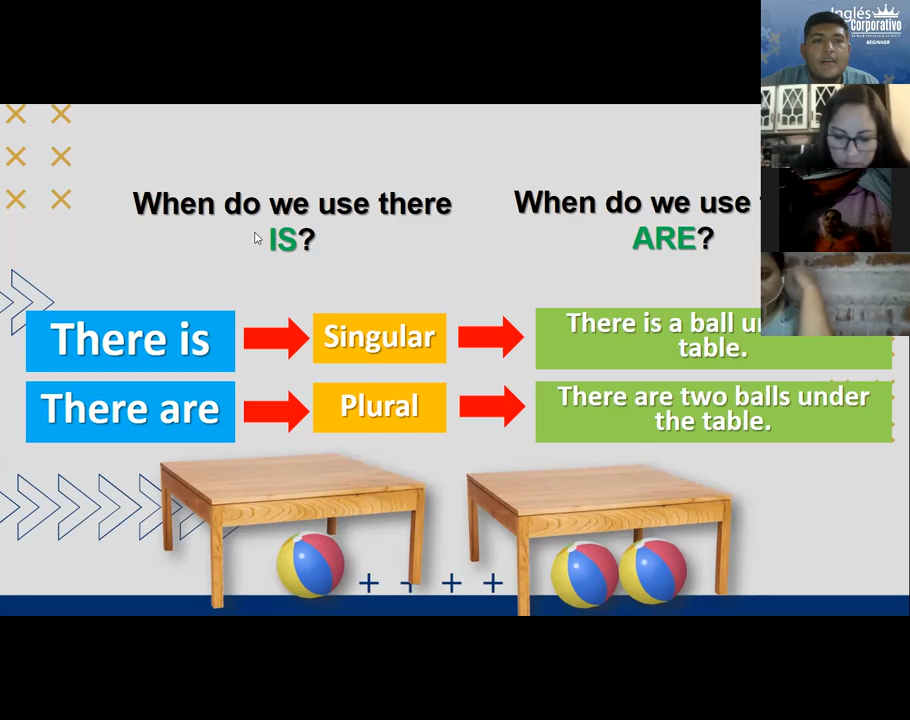 Inglés
Corporativo
BEGINNER
When do we use there
IS?
When do we use
ARE?
There is
Singular
There is a ball
table.
There are
Plural
There are two balls under
the table.